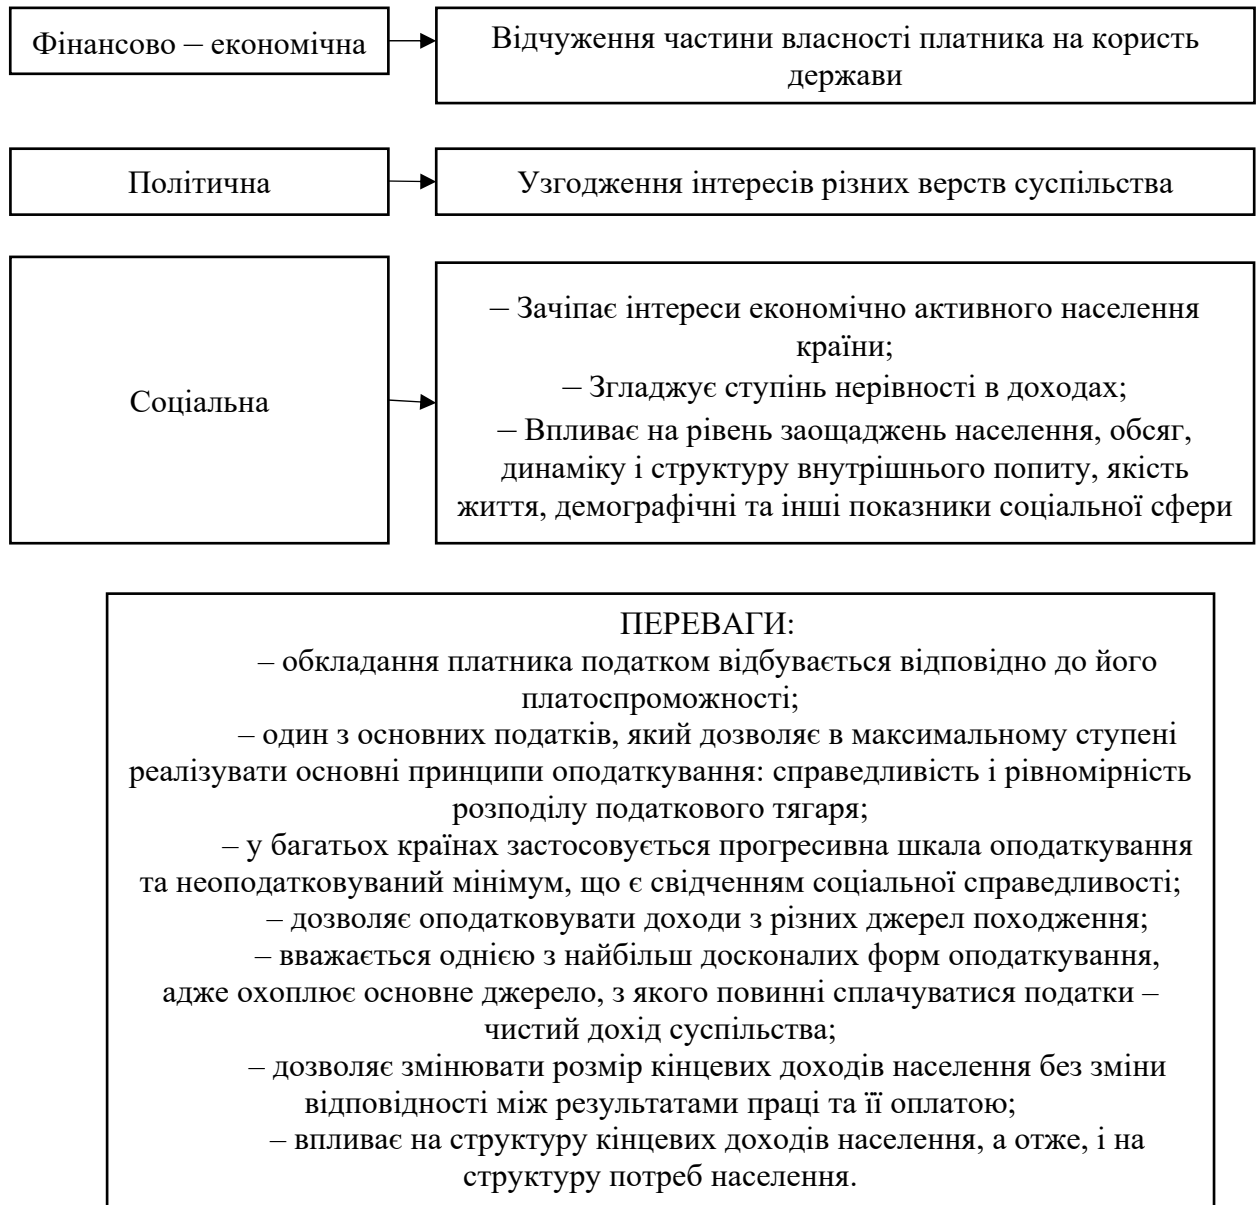 Фінансово – економічна
Відчуження частини власності платника на користь
держави
Політична
Узгодження інтересів різних верств суспільства
Соціальна
– Зачіпає інтереси економічно активного населення
країни;
– Згладжує ступінь нерівності в доходах;
– Впливає на рівень заощаджень населення, обсяг,
динаміку і структуру внутрішнього попиту, якість
життя, демографічні та інші показники соціальної сфери
ПЕРЕВАГИ:
– обкладання платника податком відбувається відповідно до його
платоспроможності;
– один з основних податків, який дозволяє в максимальному ступені
реалізувати основні принципи оподаткування: справедливість і рівномірність
розподілу податкового тягаря;
– у багатьох країнах застосовується прогресивна шкала оподаткування
та неоподатковуваний мінімум, що є свідченням соціальної справедливості;
– дозволяє оподатковувати доходи з різних джерел походження;
– вважається однією з найбільш досконалих форм оподаткування,
адже охоплює основне джерело, з якого повинні сплачуватися податки –
чистий дохід суспільства;
– дозволяє змінювати розмір кінцевих доходів населення без зміни
відповідності між результатами праці та її оплатою;
– впливає на структуру кінцевих доходів населення, а отже, і на
структуру потреб населення.